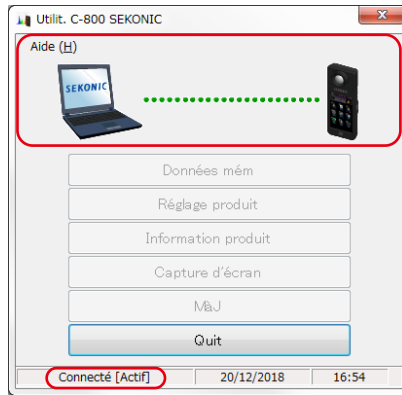 Utilit. C-800 SEKONIC
Aide (H)
SEKONIC
Données mém
Réglage produit
Information produit
Capture d'écran
MàJ
Quit
Connecté [Actif] 20/12/2018 16:54